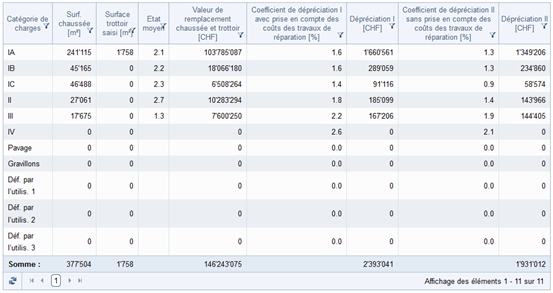 Catégorie de charges Surf. chaussée [m²] Surface trottoir saisi [m²] Etat moyen Valeur de remplacement chaussée et trottoir [CHF] Coefficient de dépréciation I avec prise en compte des coûts des travaux de réparation [%] Dépréciation I [CHF] Coefficient de dépréciation II sans prise en compte des coûts des travaux de réparation [%] Dépréciation II [CHF]
IA 241'115 1'758 2.1 103'785'087 1.6 1'660'561 1.3 1'349'206
IB 45'165 0 2.2 18'066'180 1.6 289'059 1.3 234'860
IC 46'488 0 2.3 6'508'264 1.4 91'116 0.9 58'574
II 27'061 0 2.7 10'283'294 1.8 185'099 1.4 143'966
III 17'675 0 1.3 7'600'250 2.2 167'206 1.9 144'405
IV 0 0 0 2.6 0 2.1 0
Pavage 0 0 0 0.0 0 0.0 0
Gravillons 0 0 0 0.0 0 0.0 0
Déf. par l'utilis. 1 0 0 0 0.0 0 0.0 0
Déf. par l'utilis. 2 0 0 0 0.0 0 0.0 0
Déf. par l'utilis. 3 0 0 0 0.0 0 0.0 0
Somme : 377'504 1'758 146'243'075 2'393'041 1'931'012
1 Affichage des éléments 1 - 11 sur 11